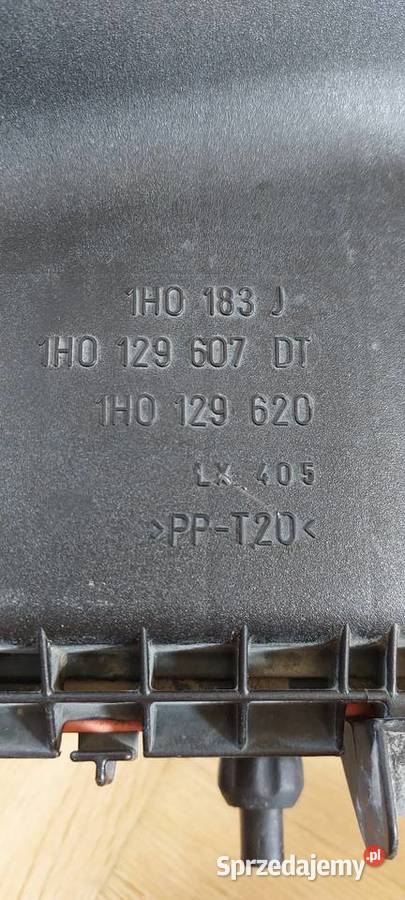 1H0 183 J
1H0 129 607 DT
1H0 129 620
LX 405
>PP-T20<
Sprzedajemy.pl